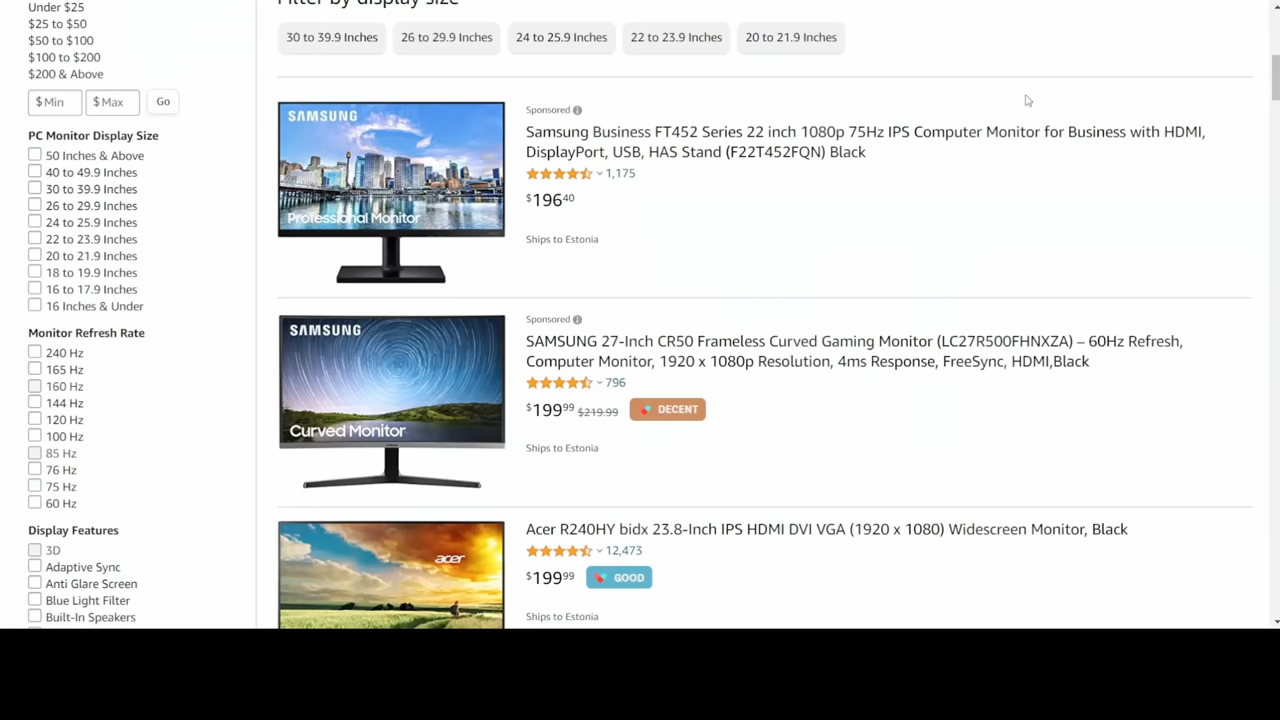 Under $25
$25 to $50
$50 to $100
$100 to $200
$200 & Above
$ Min $ Max Go
PC Monitor Display Size
50 Inches & Above
40 to 49.9 Inches
30 to 39.9 Inches
26 to 29.9 Inches
24 to 25.9 Inches
22 to 23.9 Inches
20 to 21.9 Inches
18 to 19.9 Inches
16 to 17.9 Inches
16 Inches & Under
Monitor Refresh Rate
240 Hz
165 Hz
160 Hz
144 Hz
120 Hz
100 Hz
85 Hz
76 Hz
75 Hz
60 Hz
Display Features
3D
Adaptive Sync
Anti Glare Screen
Blue Light Filter
Built-In Speakers
Filter by display size
30 to 39.9 Inches 26 to 29.9 Inches 24 to 25.9 Inches 22 to 23.9 Inches 20 to 21.9 Inches
SAMSUNG
Professional Monitor
Sponsored
Samsung Business FT452 Series 22 inch 1080p 75Hz IPS Computer Monitor for Business with HDMI,
DisplayPort, USB, HAS Stand (F22T452FQN) Black
1,175
$196 40
Ships to Estonia
SAMSUNG
Curved Monitor
Sponsored
SAMSUNG 27-Inch CR50 Frameless Curved Gaming Monitor (LC27R500FHNXZA) – 60Hz Refresh,
Computer Monitor, 1920 x 1080p Resolution, 4ms Response, FreeSync, HDMI,Black
796
$199 99 $219.99 DECENT
Ships to Estonia
acer
Acer R240HY bidx 23.8-Inch IPS HDMI DVI VGA (1920 x 1080) Widescreen Monitor, Black
12,473
$199 99 GOOD
Ships to Estonia